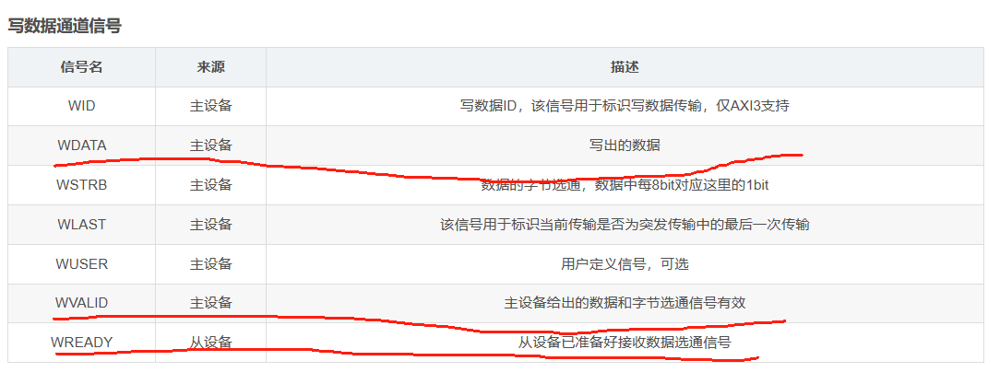 写数据通道信号
信号名 来源 描述
WID 主设备 写数据ID，该信号用于标识写数据传输，仅AXI3支持
WDATA 主设备 写出的数据
WSTRB 主设备 数据的字节选通，数据中每8bit对应这里的1bit
WLAST 主设备 该信号用于标识当前传输是否为突发传输中的最后一次传输
WUSER 主设备 用户定义信号，可选
WVALID 主设备 主设备给出的数据和字节选通信号有效
WREADY 从设备 从设备已准备好接收数据选通信号